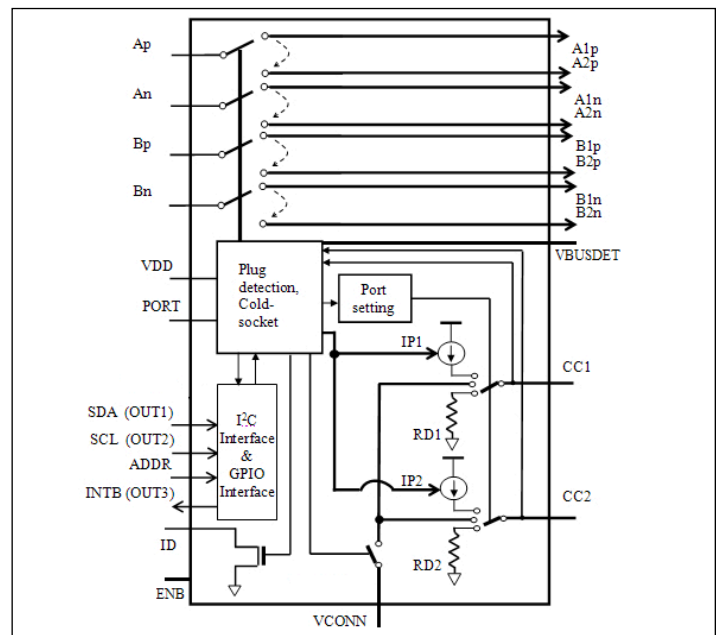 Ap
A1p
A2p
An
A1n
A2n
Bp
B1p
B2p
Bn
B1n
B2n
VBUSDET
VDD
PORT
Plug
detection,
Cold-
socket
Port
setting
IP1
CC1
RD1
SDA (OUT1)
SCL (OUT2)
ADDR
INTB (OUT3)
I²C
Interface
&
GPIO
Interface
IP2
CC2
RD2
ID
ENB
VCONN